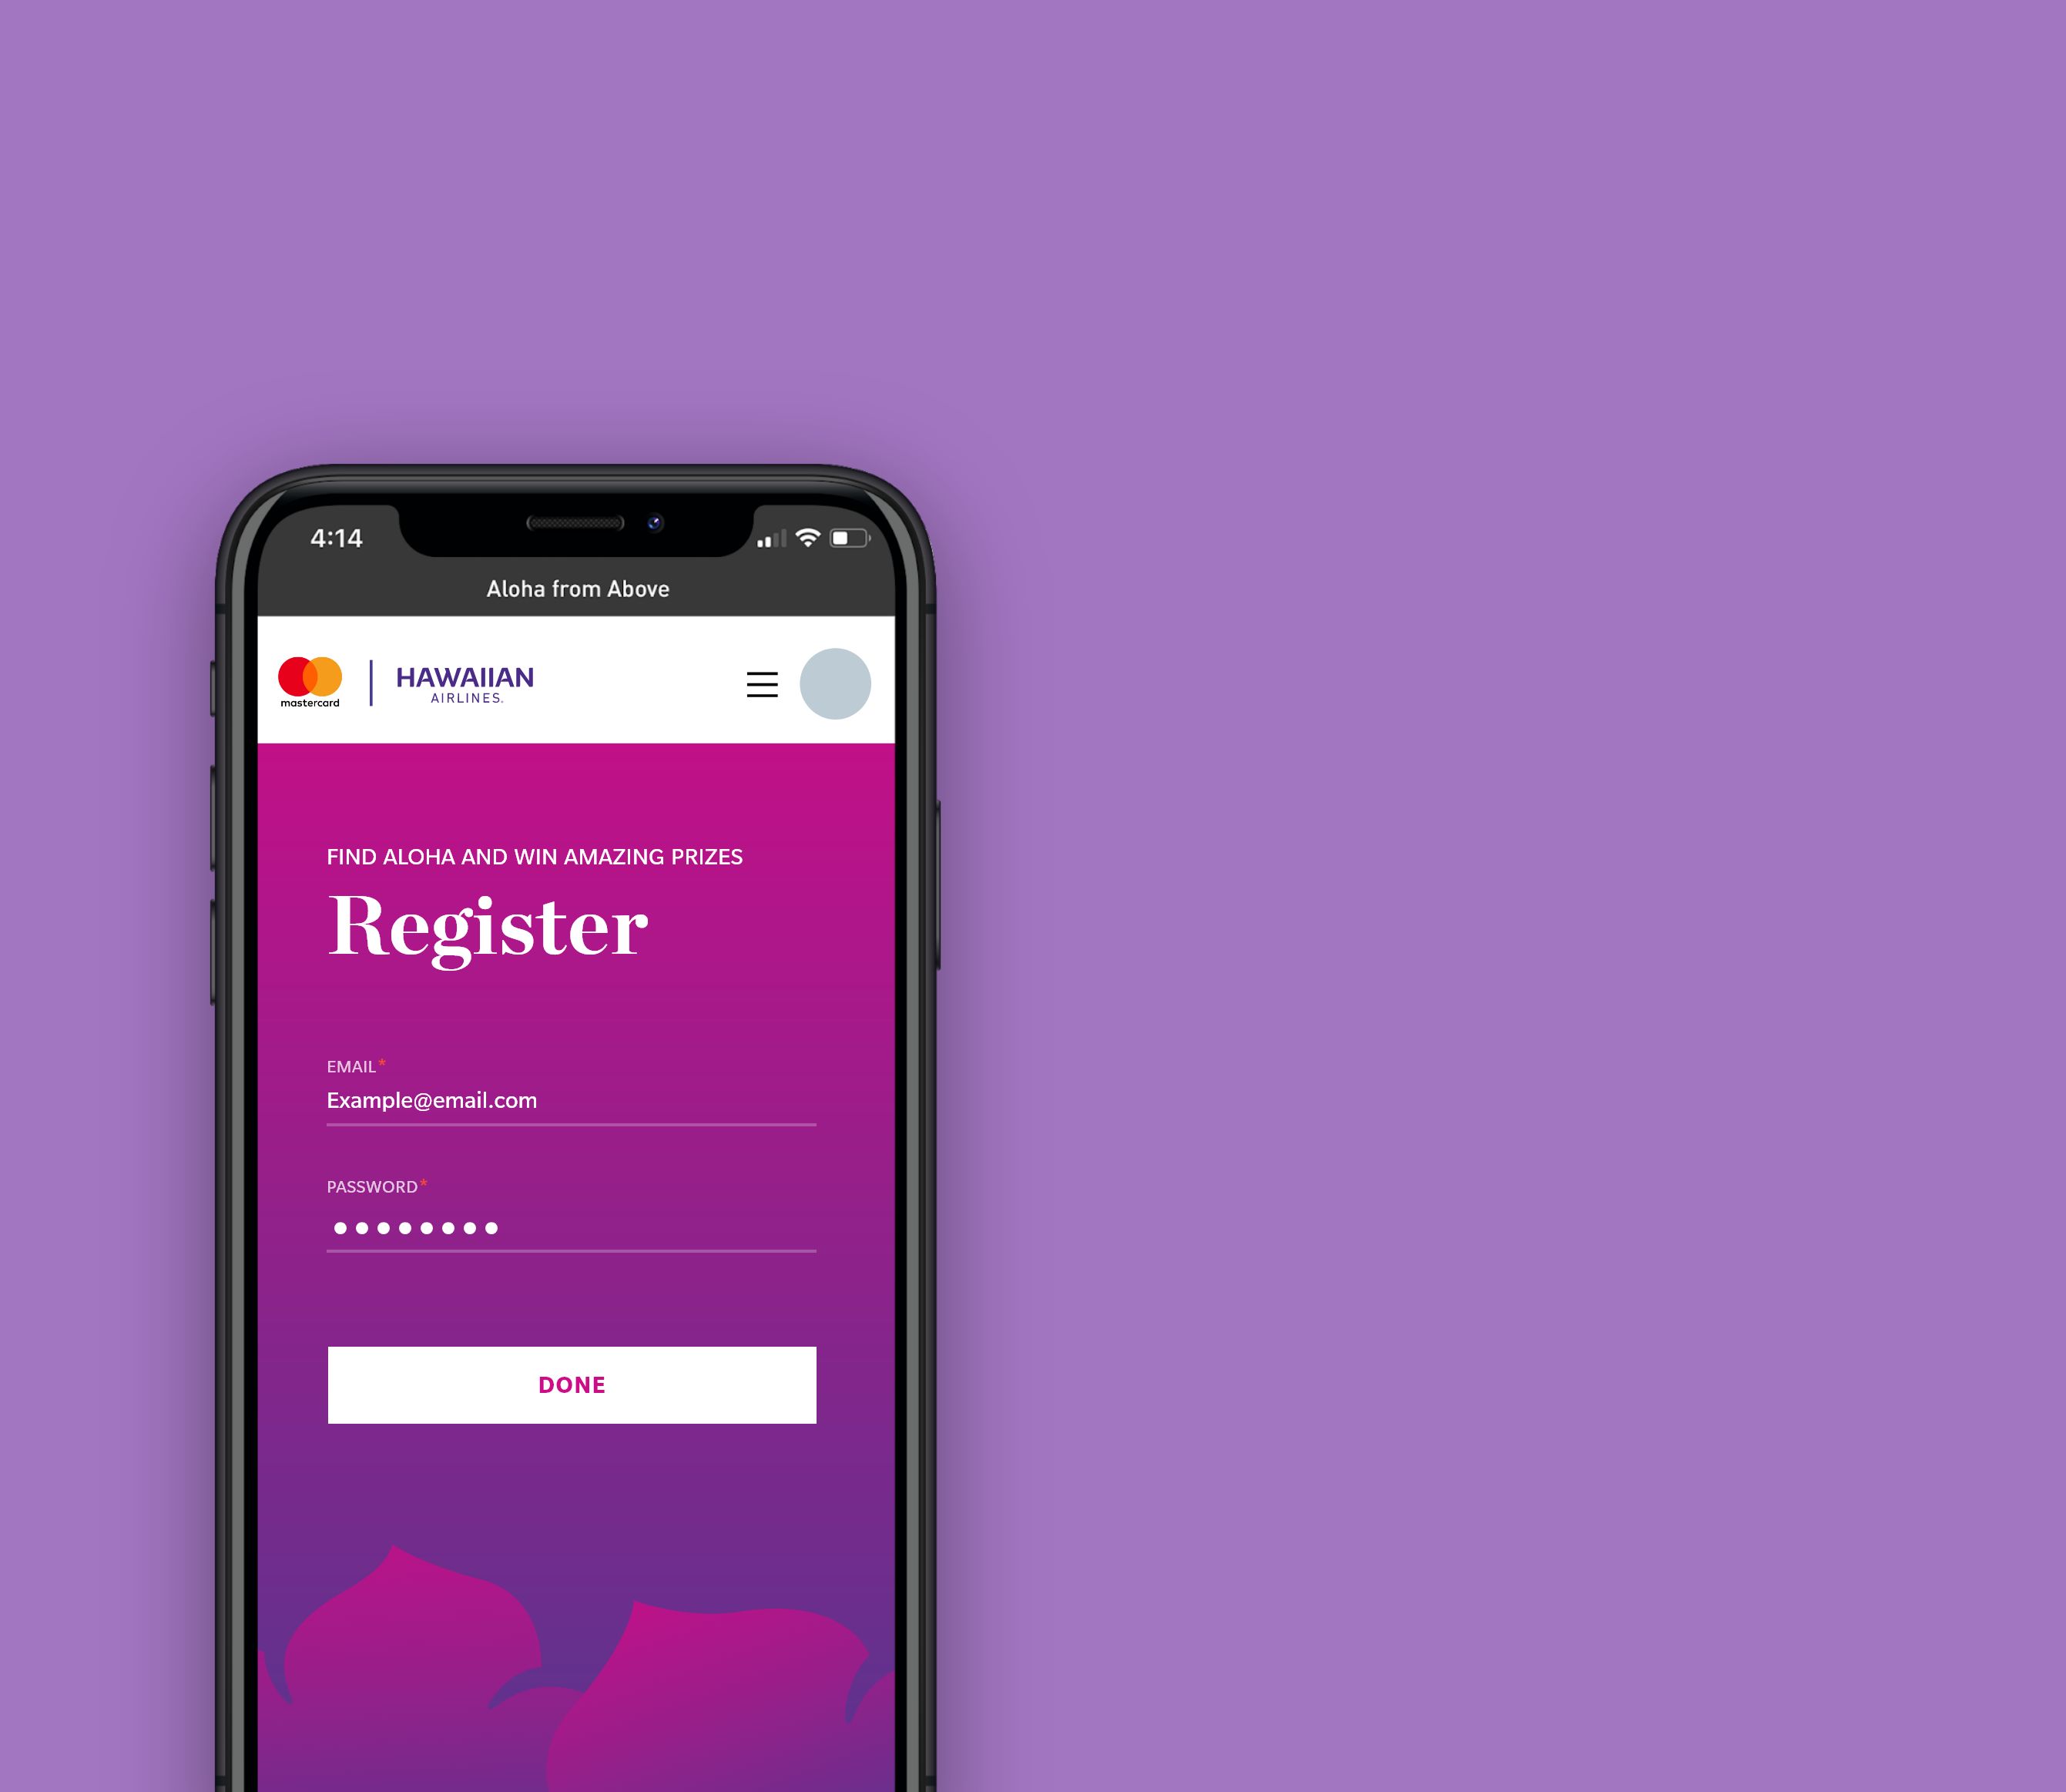 4:14
Aloha from Above
mastercard
HAWAIIAN
AIRLINES.
FIND ALOHA AND WIN AMAZING PRIZES
Register
EMAIL*
Example@email.com
PASSWORD*
DONE